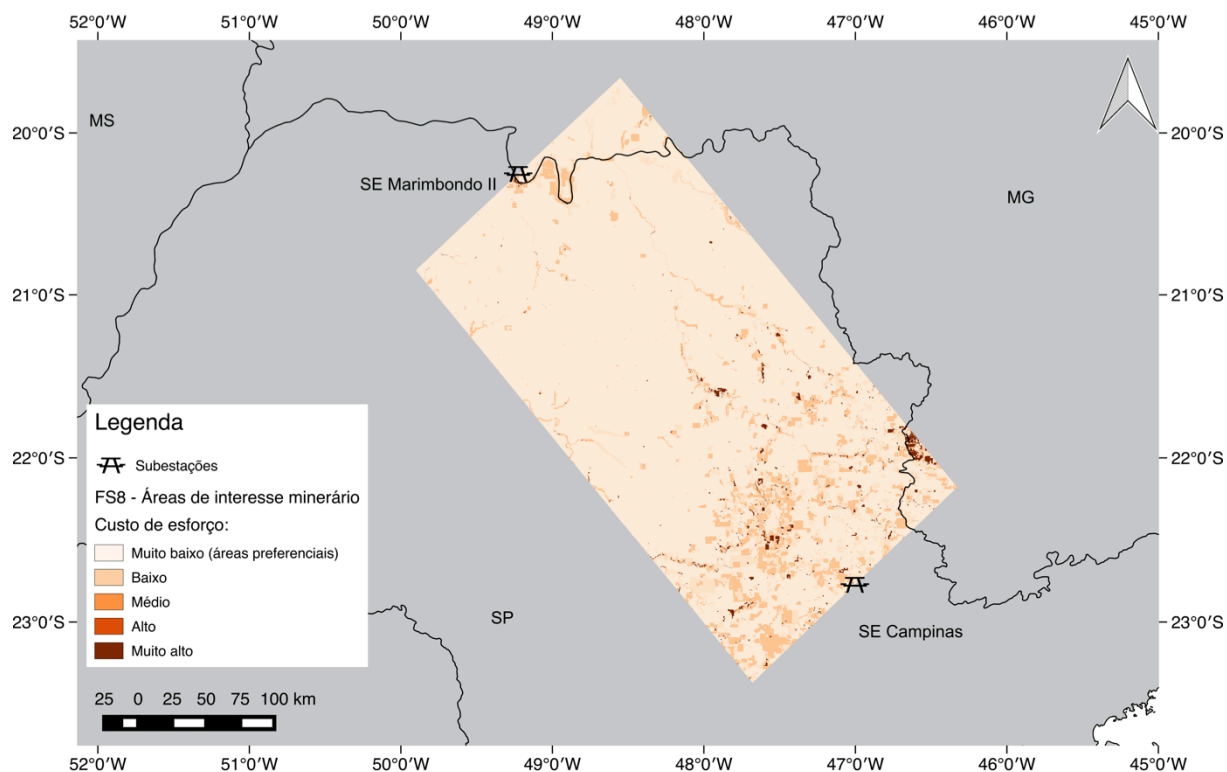 52°0'W 51°0'W 50°0'W 49°0'W 48°0'W 47°0'W 46°0'W 45°0'W
20°0'S MS 20°0'S
SE Marimbondo II
MG
21°0'S 21°0'S
Legenda
Subestações
22°0'S 22°0'S
FS8 - Áreas de interesse minerário
Custo de esforço:
Muito baixo (áreas preferenciais)
Baixo
Médio
Alto
Muito alto
SP
SE Campinas
23°0'S 23°0'S
25 0 25 50 75 100 km
52°0'W 51°0'W 50°0'W 49°0'W 48°0'W 47°0'W 46°0'W 45°0'W